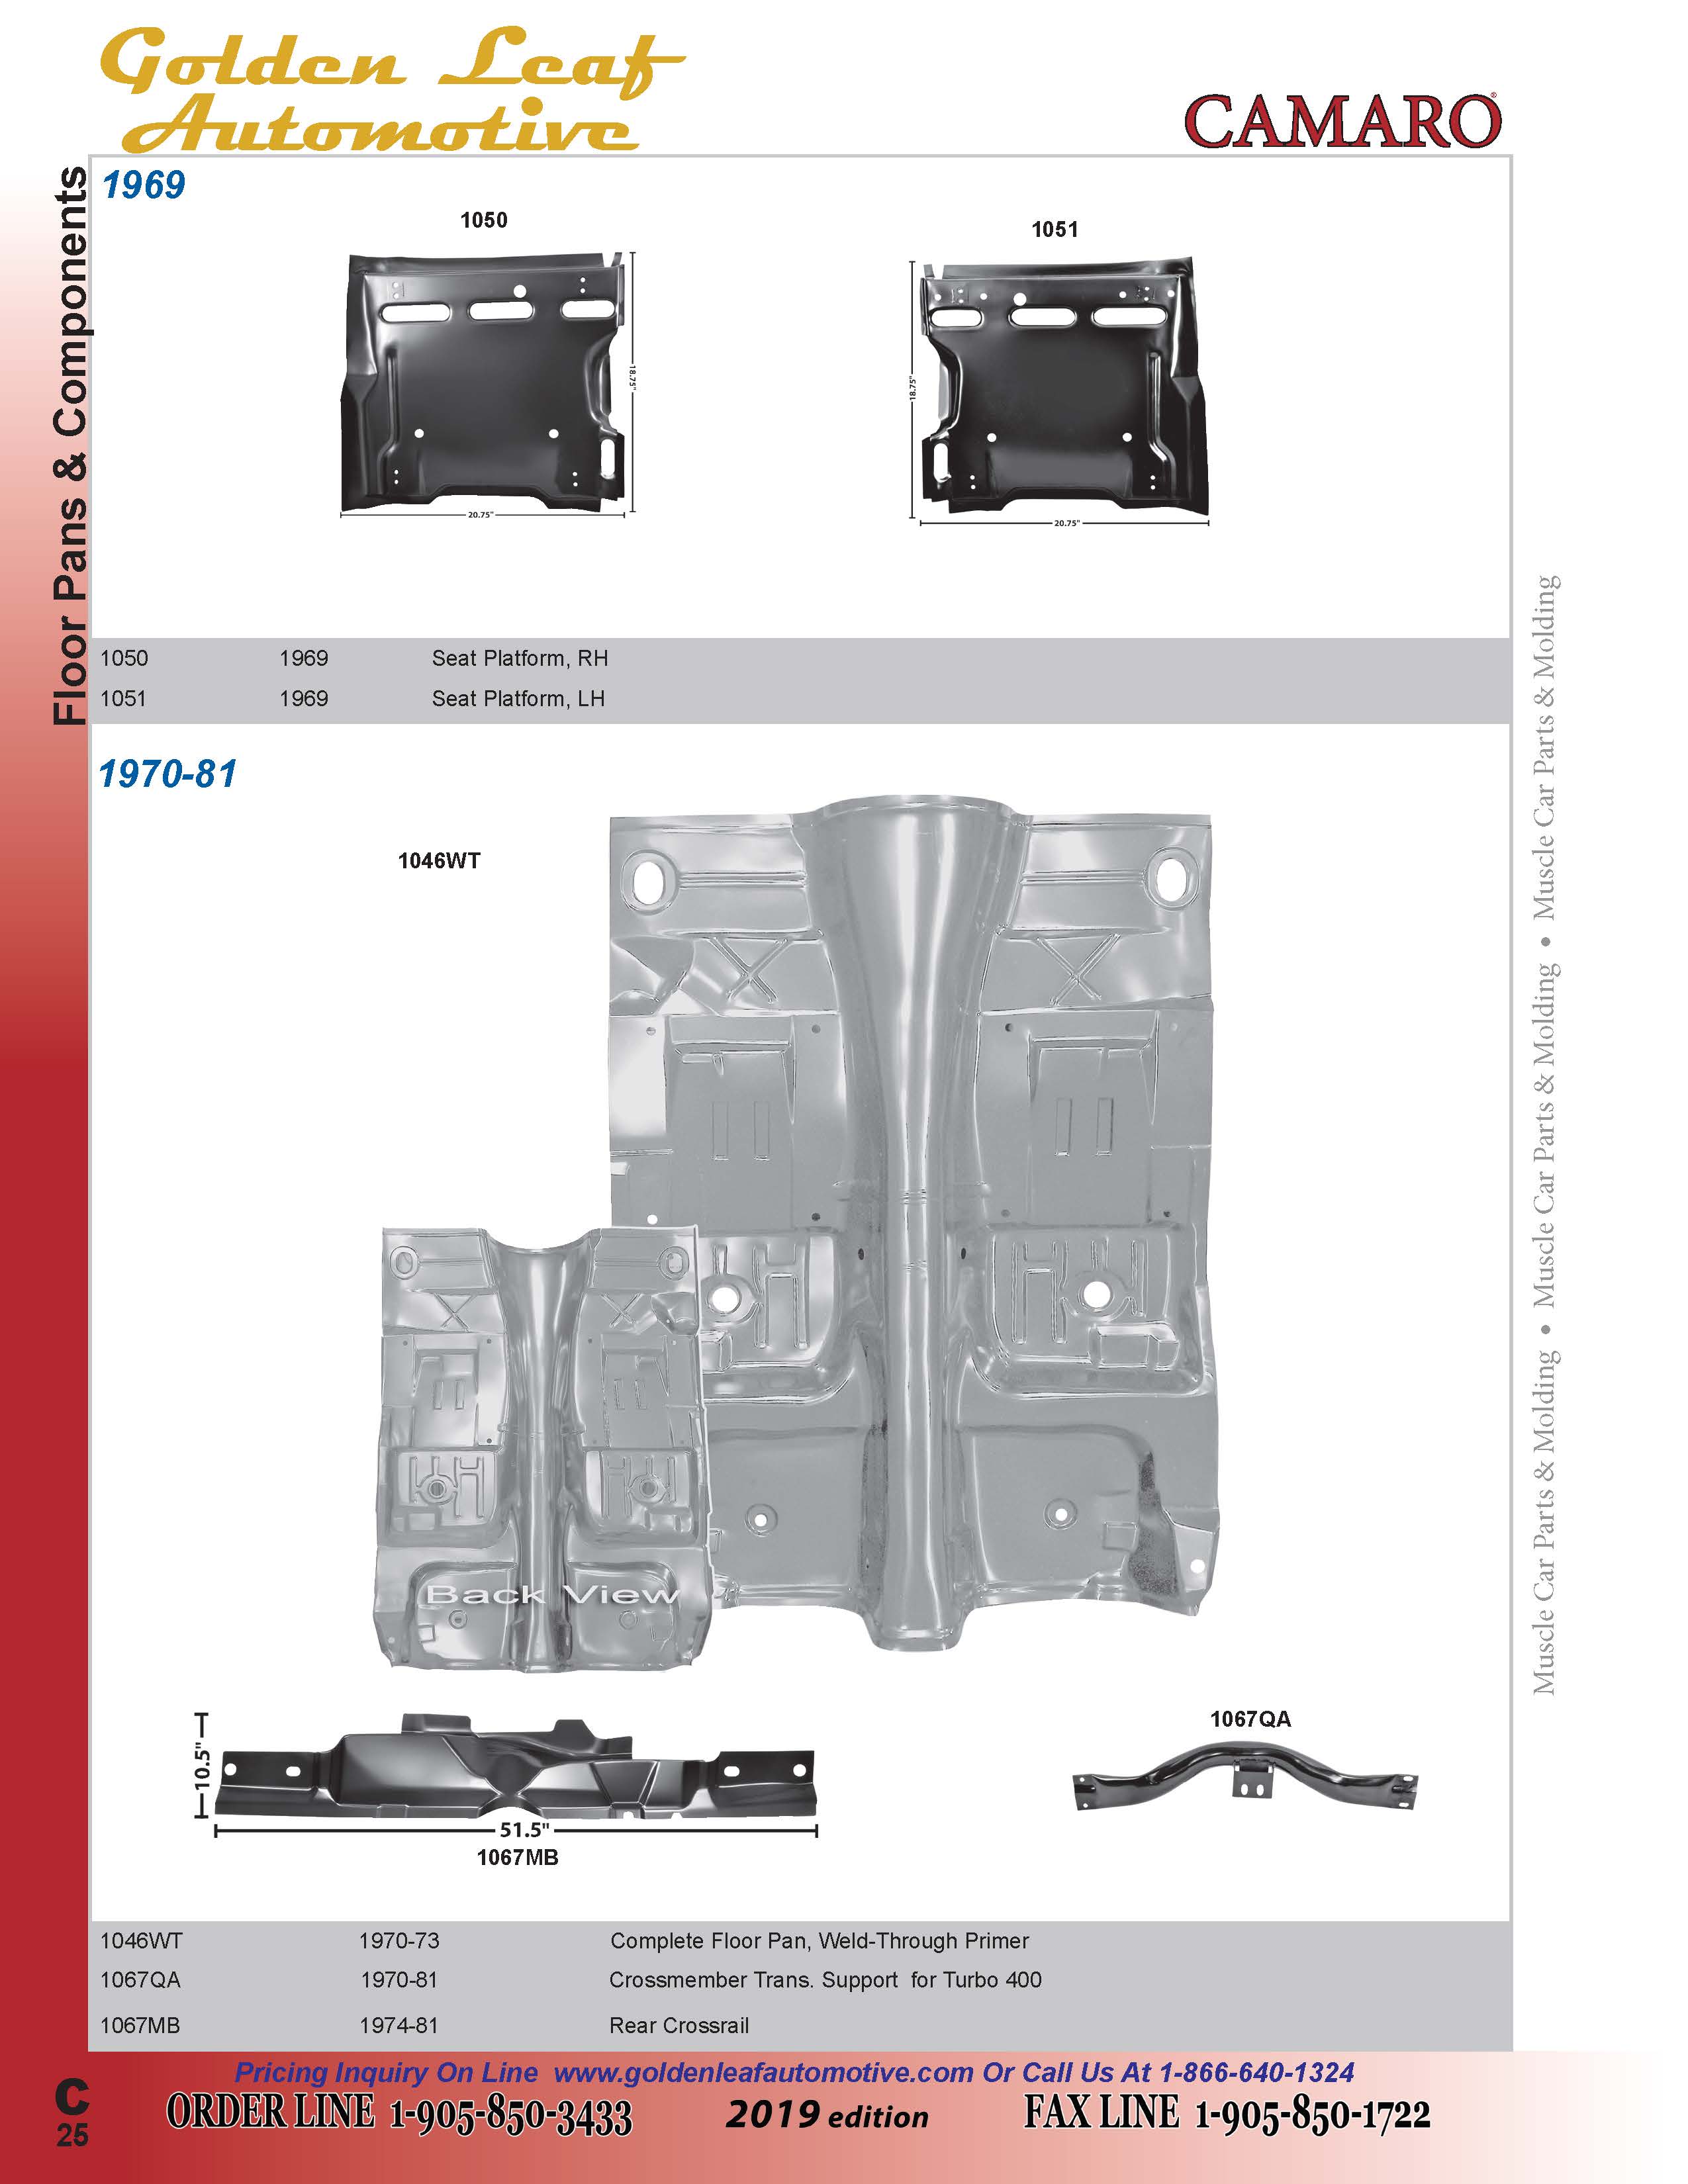 Golden Leaf
Automotive
CAMARO®
Floor Pans & Components
1969
1050
1051
18.75"
20.75"
18.75"
20.75"
1050 1969 Seat Platform, RH
1051 1969 Seat Platform, LH
1970-81
1046WT
Back View
10.5"
51.5"
1067MB
1067QA
1046WT 1970-73 Complete Floor Pan, Weld-Through Primer
1067QA 1970-81 Crossmember Trans. Support for Turbo 400
1067MB 1974-81 Rear Crossrail
Muscle Car Parts & Molding • Muscle Car Parts & Molding • Muscle Car Parts & Molding
Pricing Inquiry On Line www.goldenleafautomotive.com Or Call Us At 1-866-640-1324
ORDER LINE 1-905-850-3433 2019 edition FAX LINE 1-905-850-1722
C
25